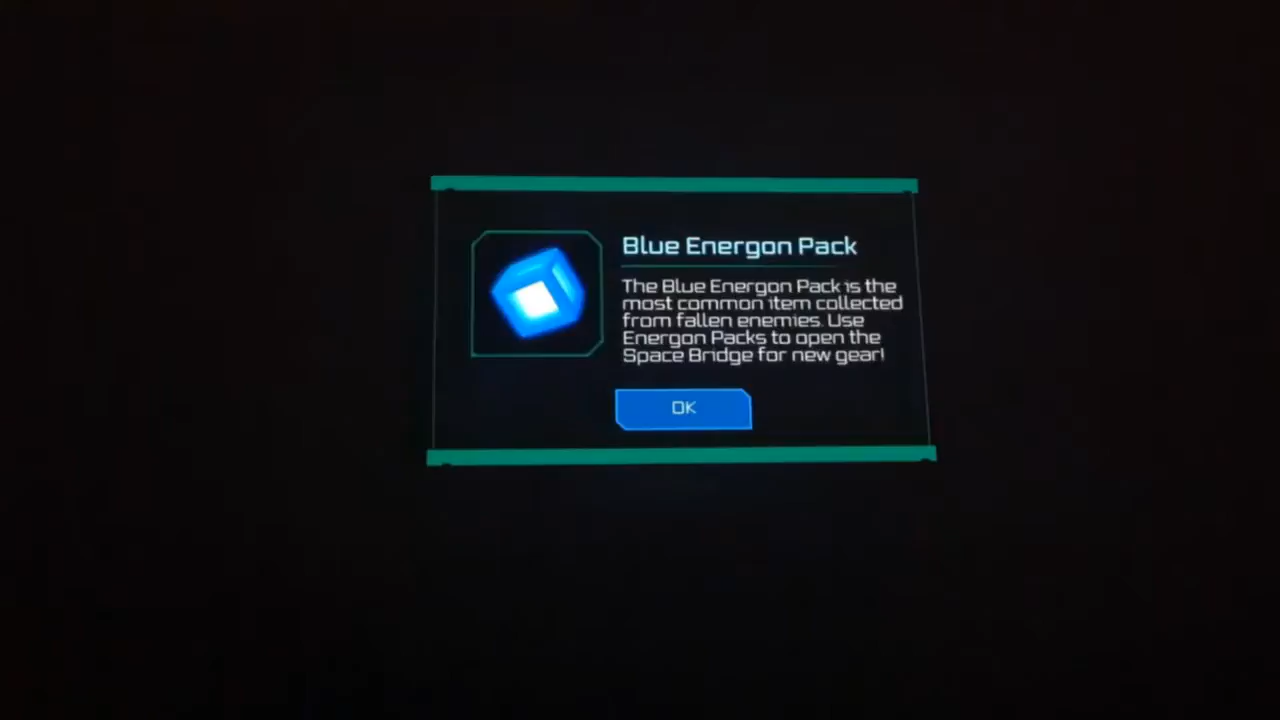 Blue Energon Pack
The Blue Energon Pack is the
most common item collected
from fallen enemies. Use
Energon Packs to open the
Space Bridge for new gear!
OK